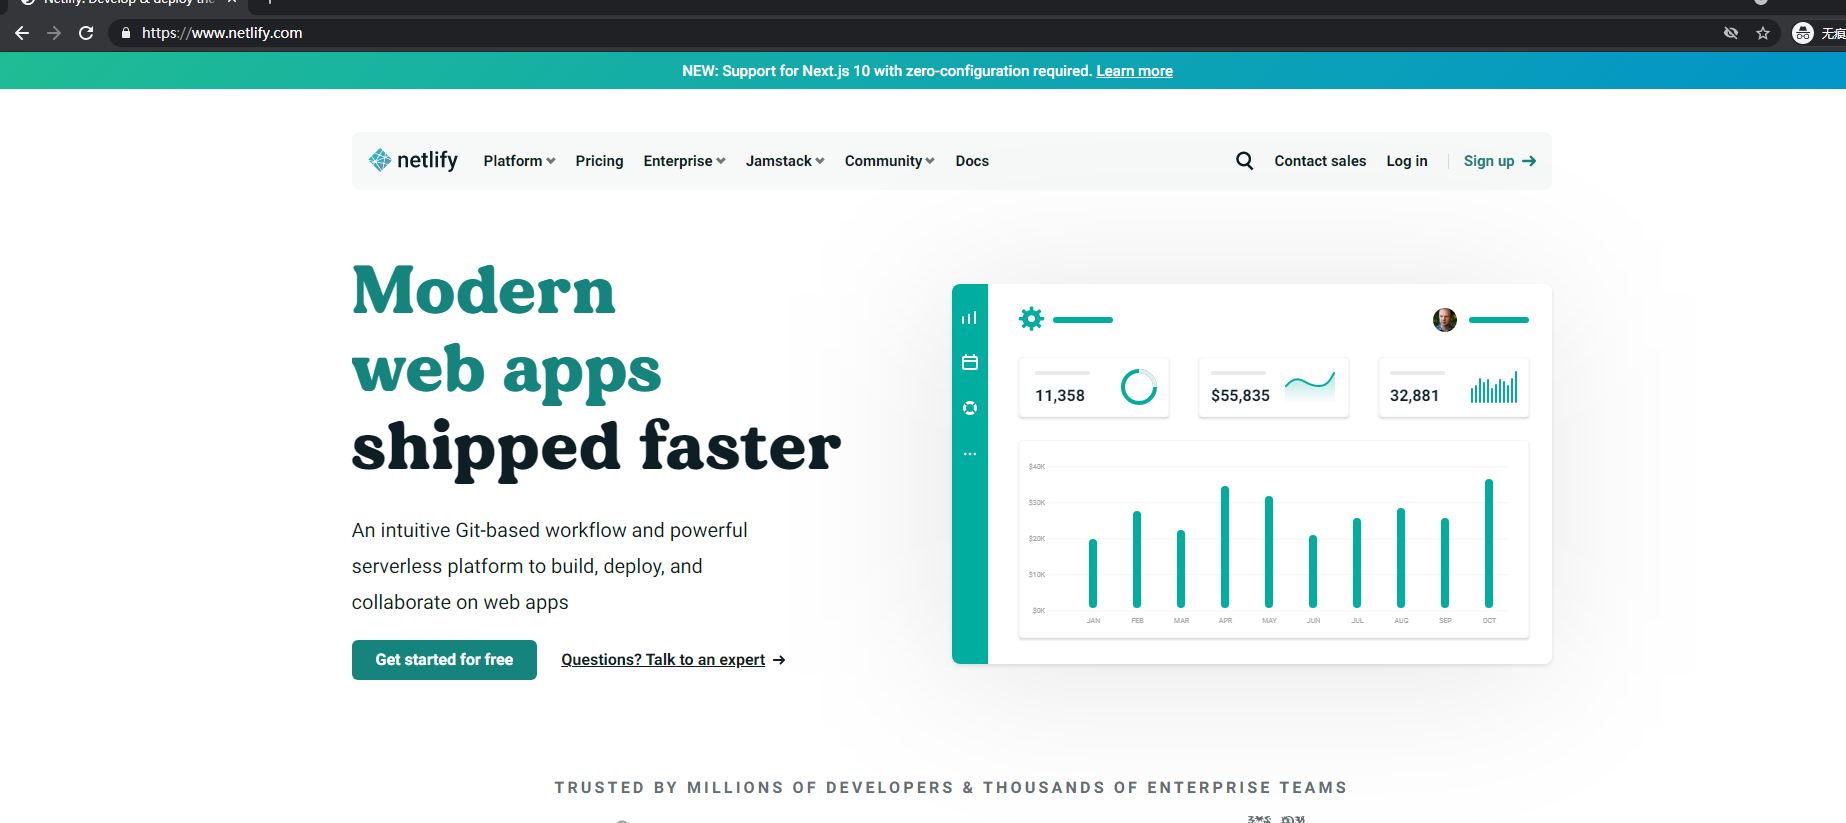 https://www.netlify.com
无痕
NEW: Support for Next.js 10 with zero-configuration required. Learn more
netlify Platform Pricing Enterprise Jamstack Community Docs Contact sales Log in Sign up →
Modern
web apps
shipped faster
An intuitive Git-based workflow and powerful
serverless platform to build, deploy, and
collaborate on web apps
Get started for free Questions? Talk to an expert →
11,358 $55,835 32,881
$40K
$30K
$20K
$10K
$0K
JAN FEB MAR APR MAY JUN JUL AUG SEP OCT
TRUSTED BY MILLIONS OF DEVELOPERS & THOUSANDS OF ENTERPRISE TEAMS